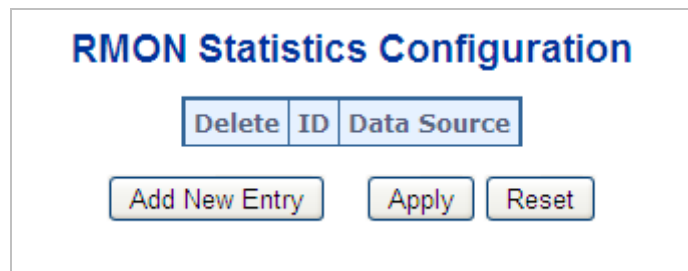 RMON Statistics Configuration
Delete ID Data Source
Add New Entry Apply Reset